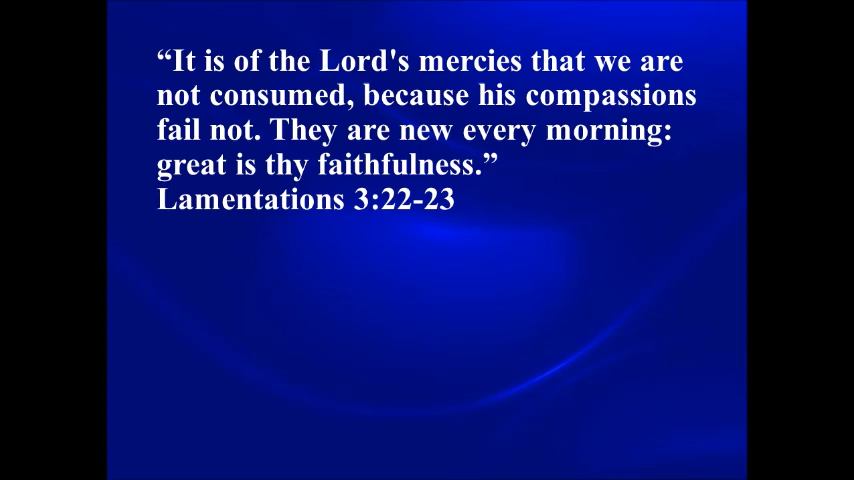 “It is of the Lord's mercies that we are
not consumed, because his compassions
fail not. They are new every morning:
great is thy faithfulness.”
Lamentations 3:22-23